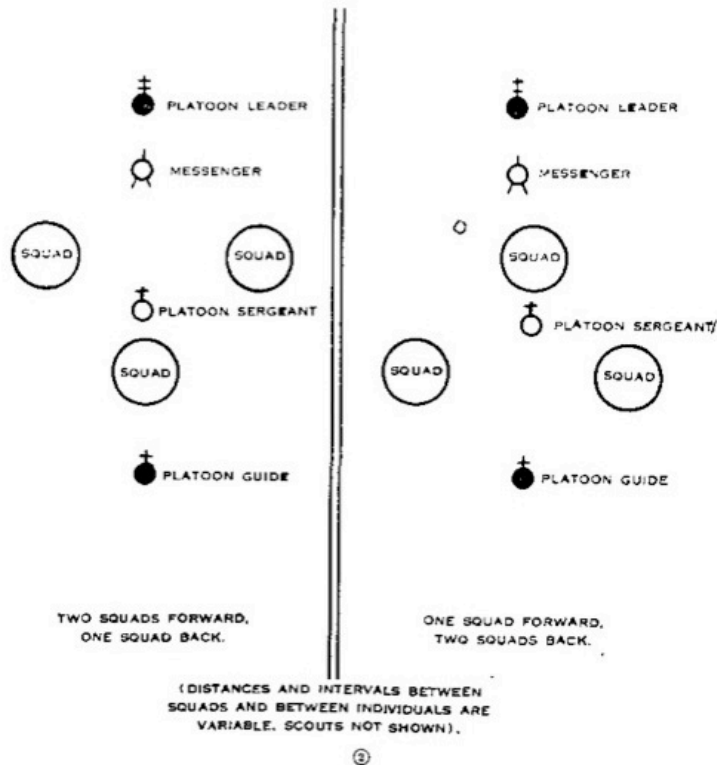 PLATOON LEADER
MESSENGER
SQUAD
SQUAD
PLATOON SERGEANT
SQUAD
PLATOON GUIDE
TWO SQUADS FORWARD,
ONE SQUAD BACK.
PLATOON LEADER
MESSENGER
SQUAD
PLATOON SERGEANT
SQUAD
SQUAD
PLATOON GUIDE
ONE SQUAD FORWARD,
TWO SQUADS BACK.
(DISTANCES AND INTERVALS BETWEEN
SQUADS AND BETWEEN INDIVIDUALS ARE
VARIABLE. SCOUTS NOT SHOWN).
②